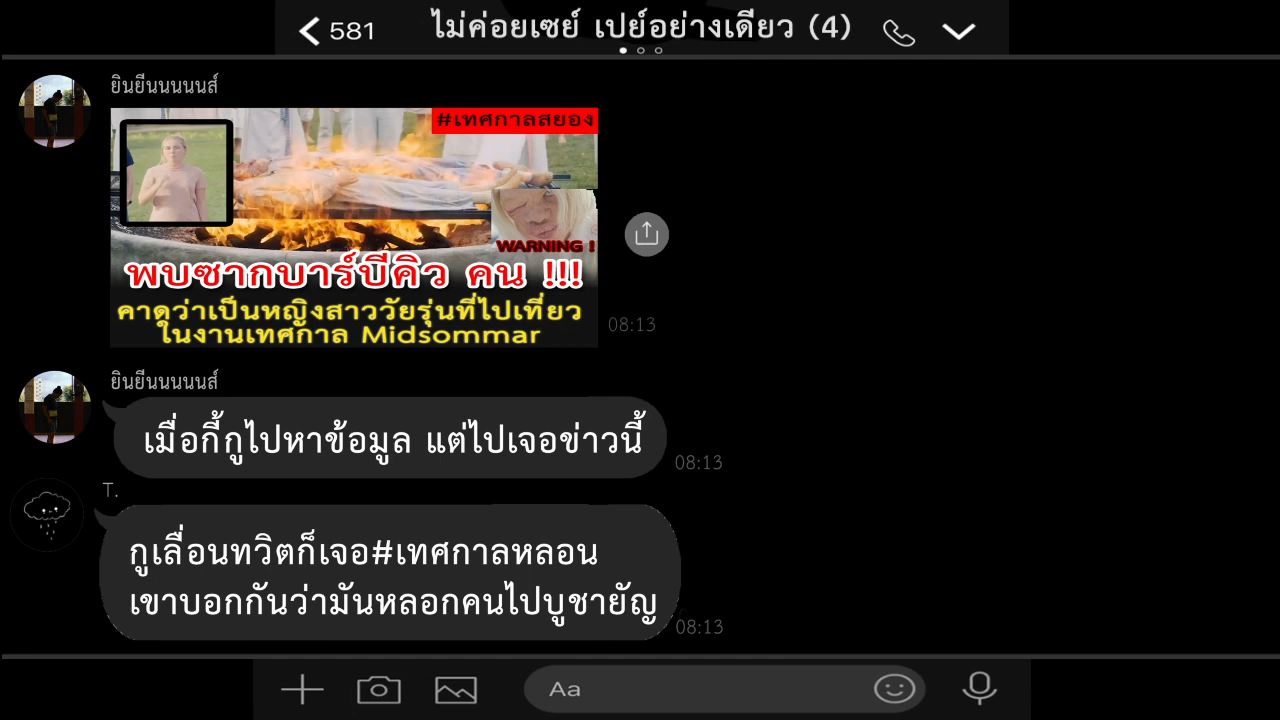 581
ไม่ค่อยเซย์ เปย์อย่างเดียว (4)
ยินยีนนนนนส์
#เทศกาลสยอง
WARNING !
พบซากบาร์บีคิว คน !!!
คาดว่าเป็นหญิงสาววัยรุ่นที่ไปเที่ยว
ในงานเทศกาล Midsommar
08:13
ยินยีนนนนนส์
เมื่อกี้กูไปหาข้อมูล แต่ไปเจอข่าวนี้
08:13
T.
กูเลื่อนทวิตก็เจอ#เทศกาลหลอน
เขาบอกกันว่ามันหลอกคนไปบูชายัญ
08:13
Aa